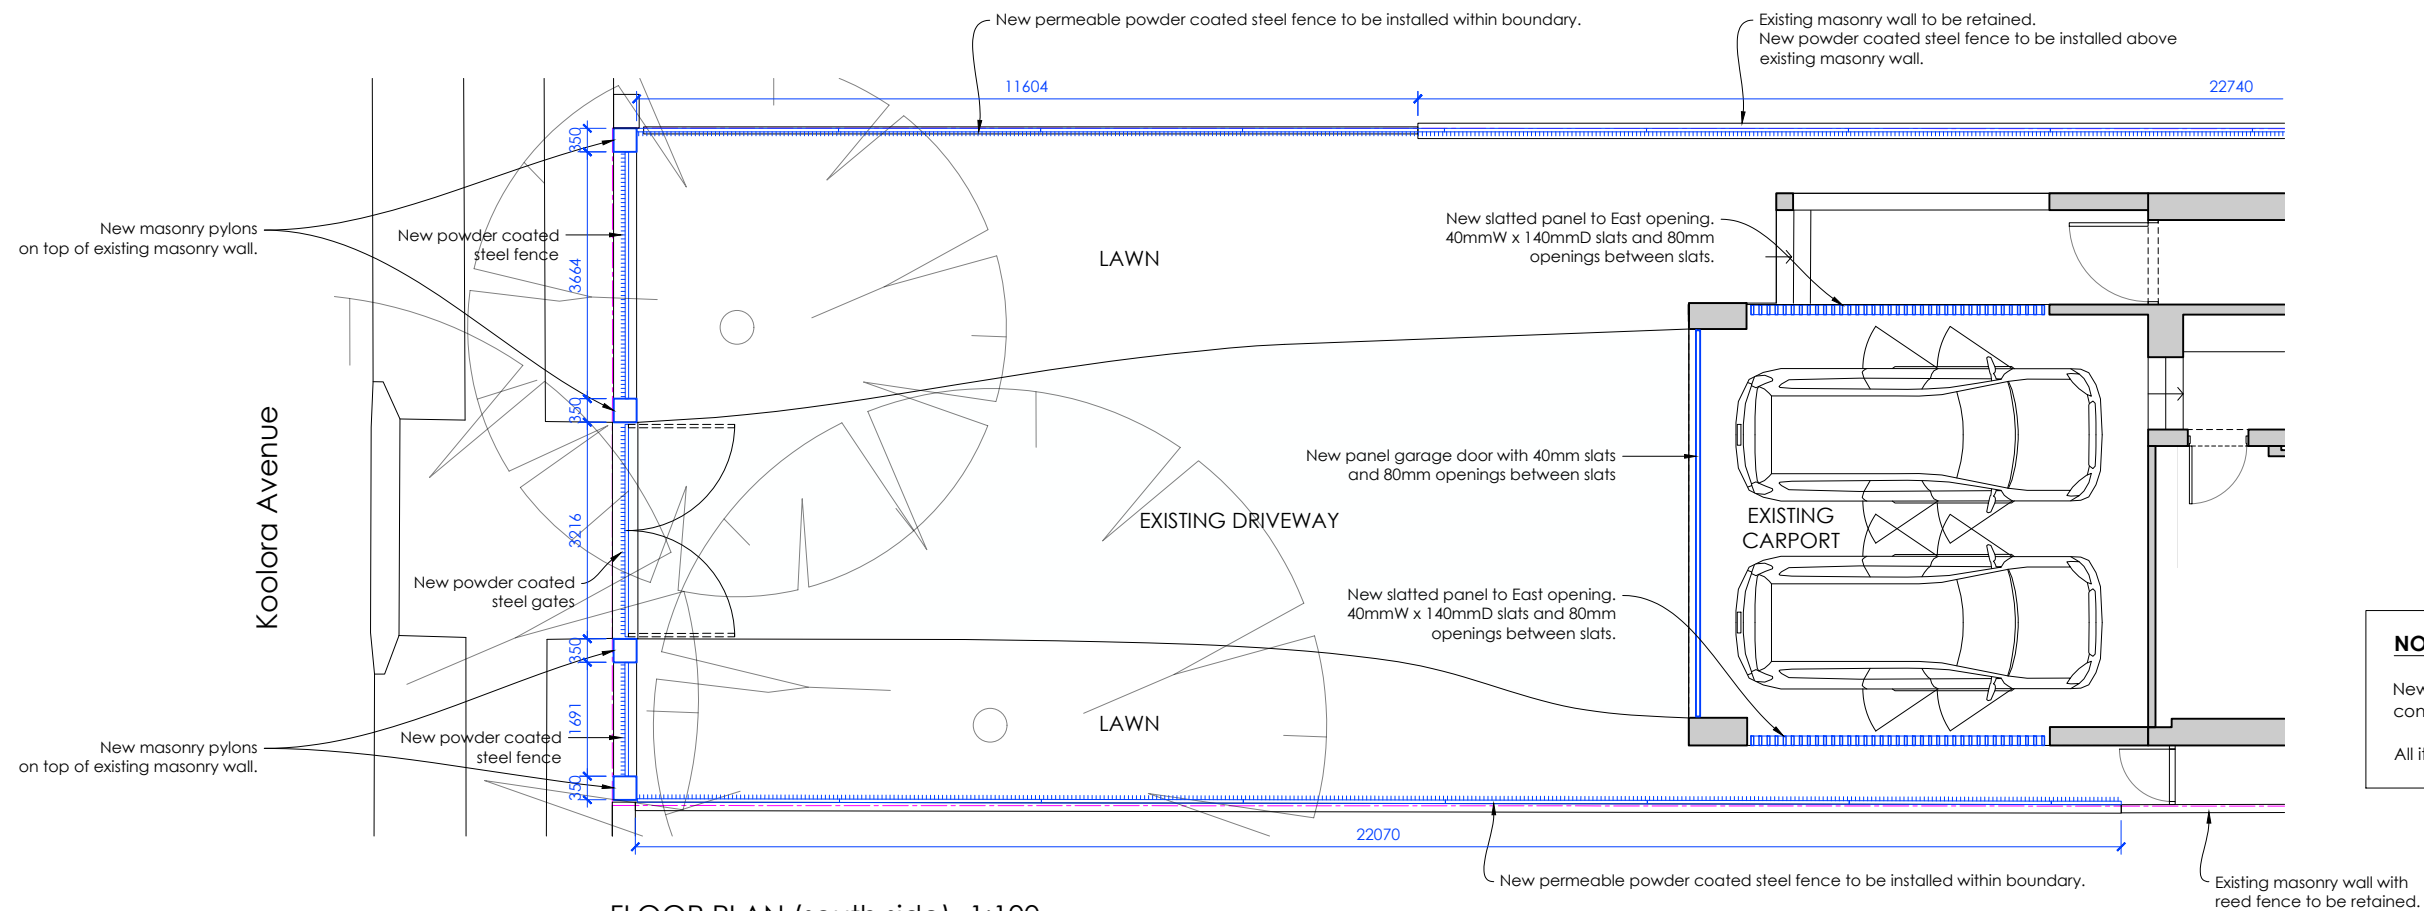 New permeable powder coated steel fence to be installed within boundary.
Existing masonry wall to be retained.
New powder coated steel fence to be installed above
existing masonry wall.
11604
22740
350
New masonry pylons
on top of existing masonry wall.
New powder coated
steel fence
3664
LAWN
New slatted panel to East opening.
40mmW x 140mmD slats and 80mm
openings between slats.
350
Koolora Avenue
New panel garage door with 40mm slats
and 80mm openings between slats
EXISTING DRIVEWAY
EXISTING
CARPORT
3216
New powder coated
steel gates
New slatted panel to East opening.
40mmW x 140mmD slats and 80mm
openings between slats.
350
NO
New
con
All i
1691
LAWN
New masonry pylons
on top of existing masonry wall.
New powder coated
steel fence
350
22070
New permeable powder coated steel fence to be installed within boundary.
Existing masonry wall with
reed fence to be retained.
FLOOR PLAN (south side) 1:100